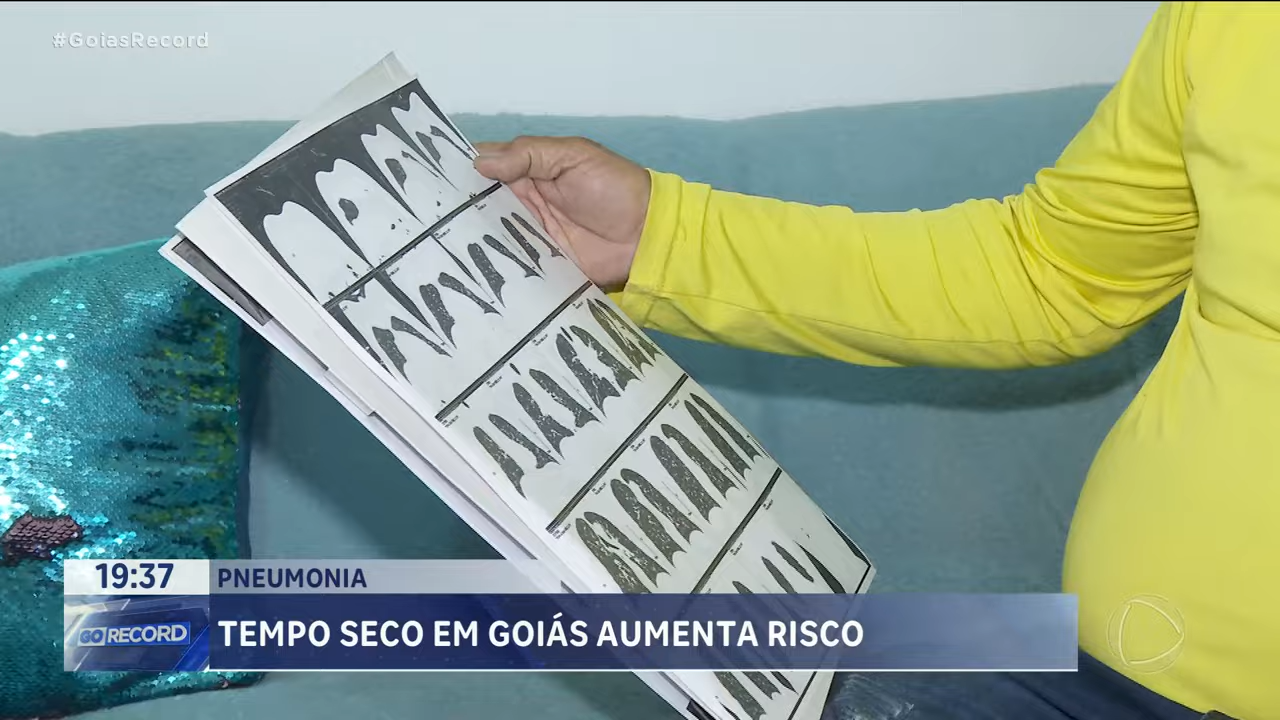 #GoiasRecord
19:37
PNEUMONIA
GO RECORD
TEMPO SECO EM GOIÁS AUMENTA RISCO